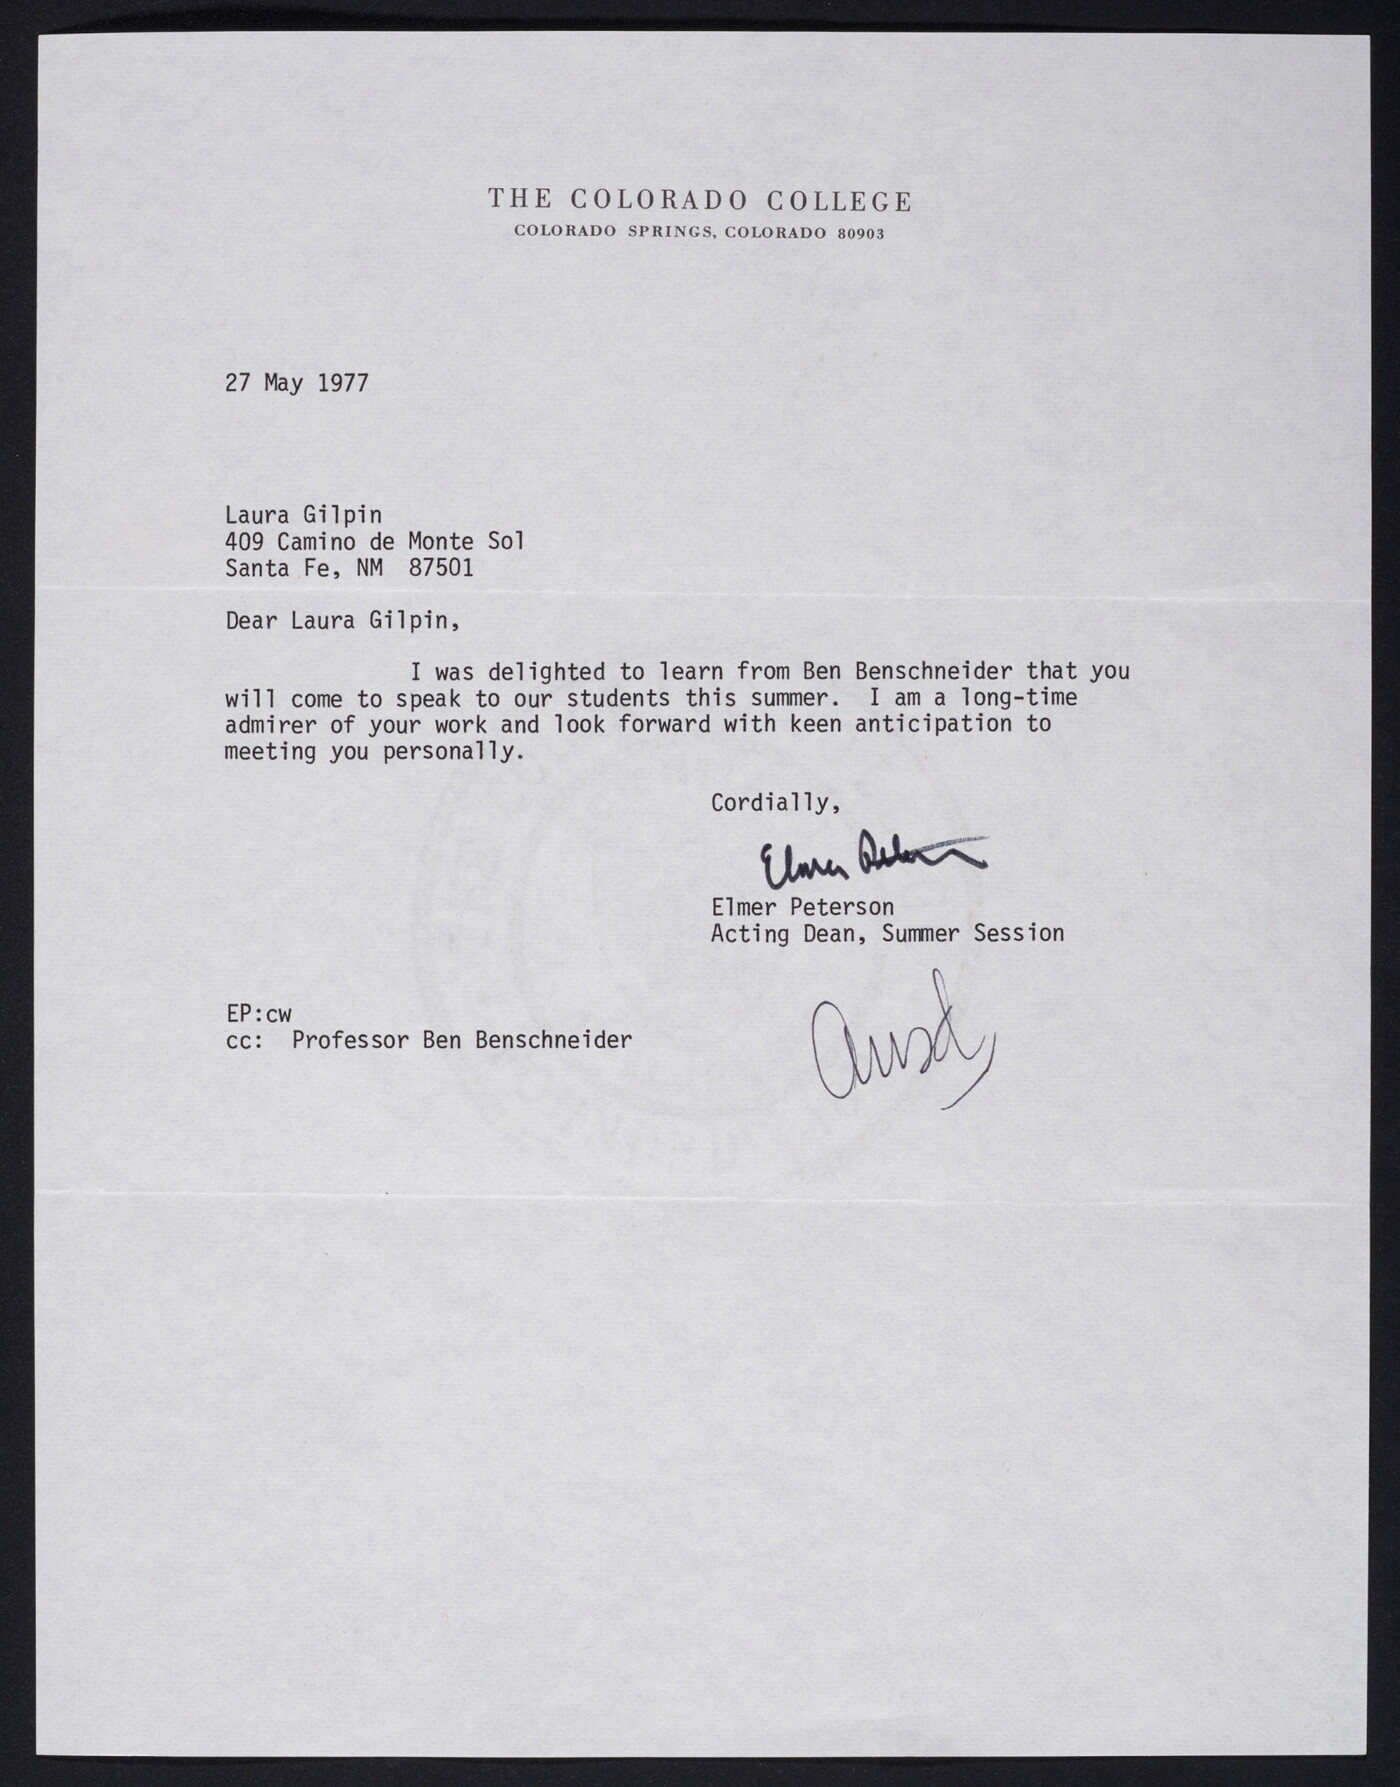 THE COLORADO COLLEGE
COLORADO SPRINGS, COLORADO 80903
27 May 1977
Laura Gilpin
409 Camino de Monte Sol
Santa Fe, NM 87501
Dear Laura Gilpin,
I was delighted to learn from Ben Benschneider that you
will come to speak to our students this summer. I am a long-time
admirer of your work and look forward with keen anticipation to
meeting you personally.
Cordially,
Elmer Peterson
Elmer Peterson
Acting Dean, Summer Session
EP:cw
cc: Professor Ben Benschneider